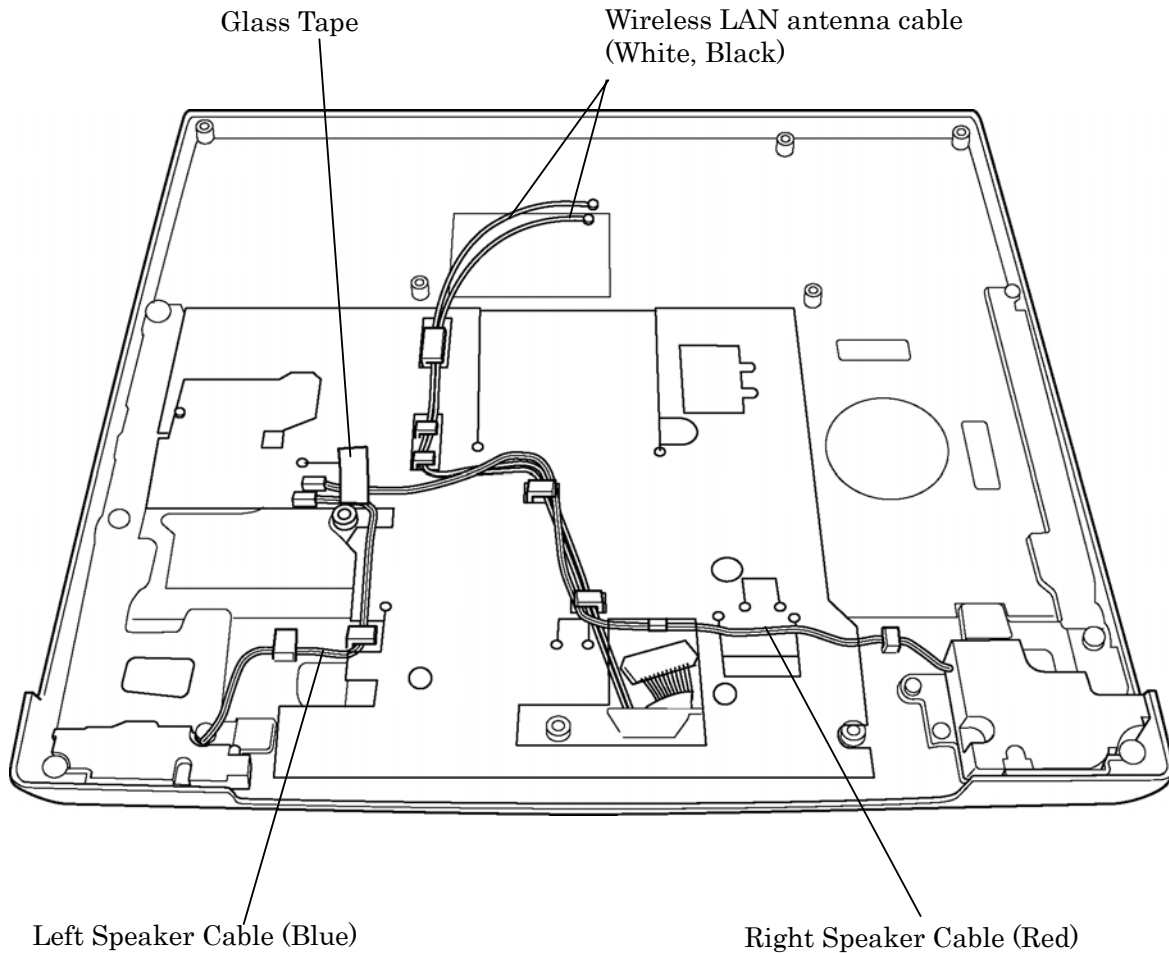 Glass Tape
Wireless LAN antenna cable
(White, Black)
Left Speaker Cable (Blue)
Right Speaker Cable (Red)